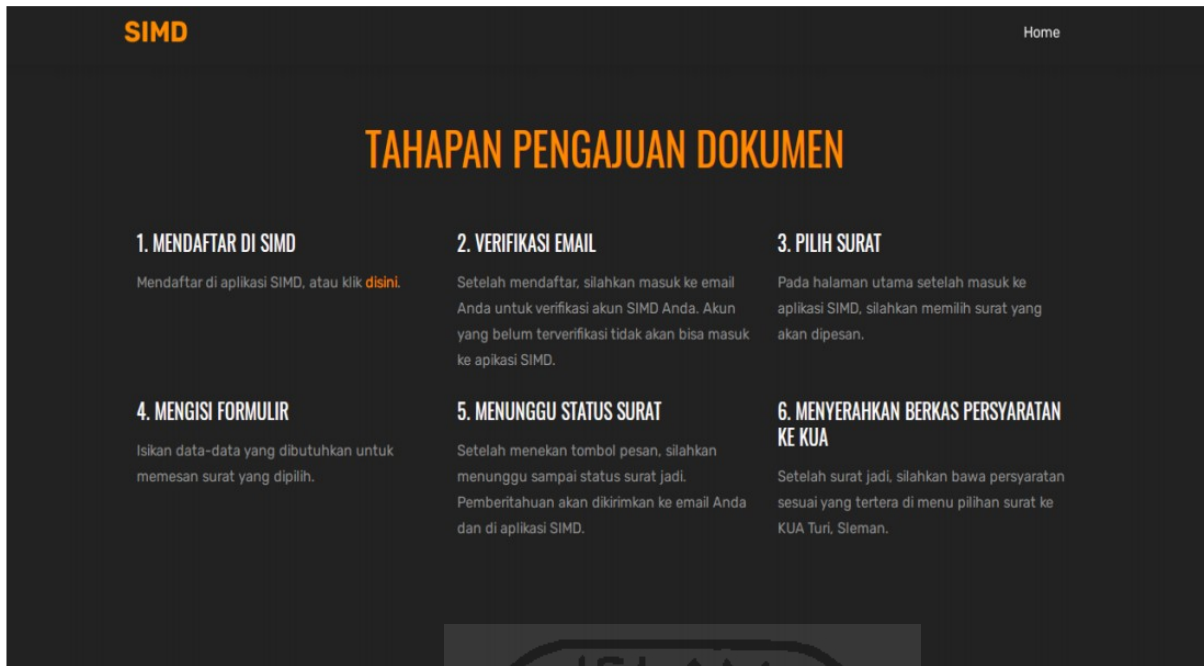 SIMD
Home
TAHAPAN PENGAJUAN DOKUMEN
1. MENDAFTAR DI SIMD
Mendaftar di aplikasi SIMD, atau klik disini.
2. VERIFIKASI EMAIL
Setelah mendaftar, silahkan masuk ke email
Anda untuk verifikasi akun SIMD Anda. Akun
yang belum terverifikasi tidak akan bisa masuk
ke apikasi SIMD.
3. PILIH SURAT
Pada halaman utama setelah masuk ke
aplikasi SIMD, silahkan memilih surat yang
akan dipesan.
4. MENGISI FORMULIR
Isikan data-data yang dibutuhkan untuk
memesan surat yang dipilih.
5. MENUNGGU STATUS SURAT
Setelah menekan tombol pesan, silahkan
menunggu sampai status surat jadi.
Pemberitahuan akan dikirimkan ke email Anda
dan di aplikasi SIMD.
6. MENYERAHKAN BERKAS PERSYARATAN
KE KUA
Setelah surat jadi, silahkan bawa persyaratan
sesuai yang tertera di menu pilihan surat ke
KUA Turi, Sleman.